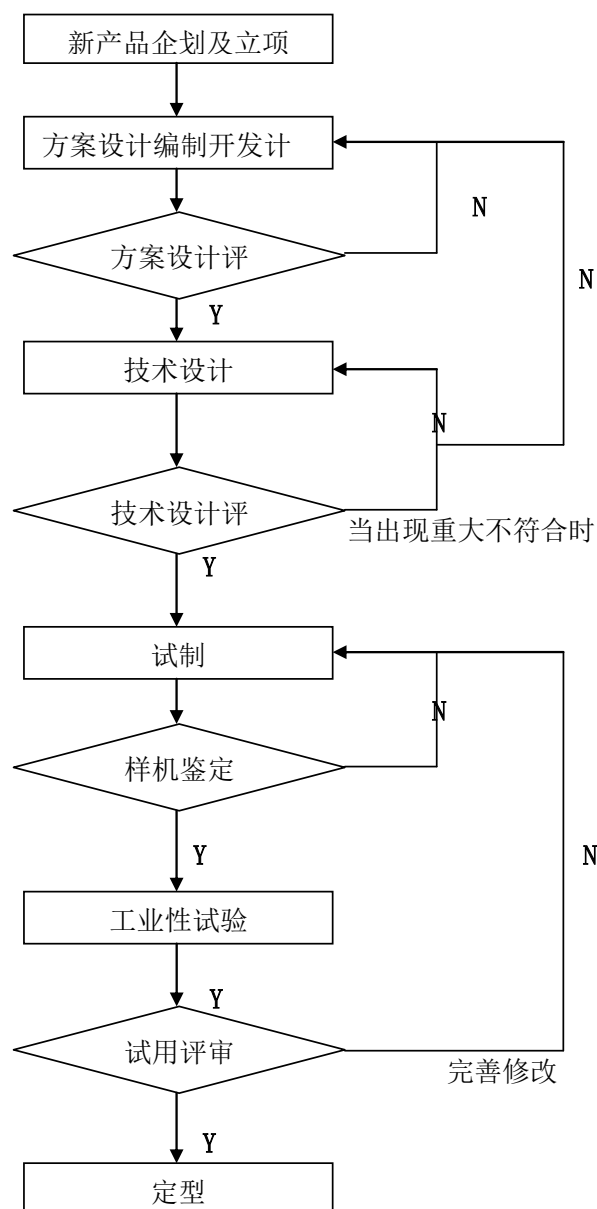 新产品企划及立项
方案设计编制开发计
N
方案设计评
N
Y
技术设计
N
技术设计评
当出现重大不符合时
Y
试制
N
样机鉴定
Y
N
工业性试验
Y
试用评审
完善修改
Y
定型